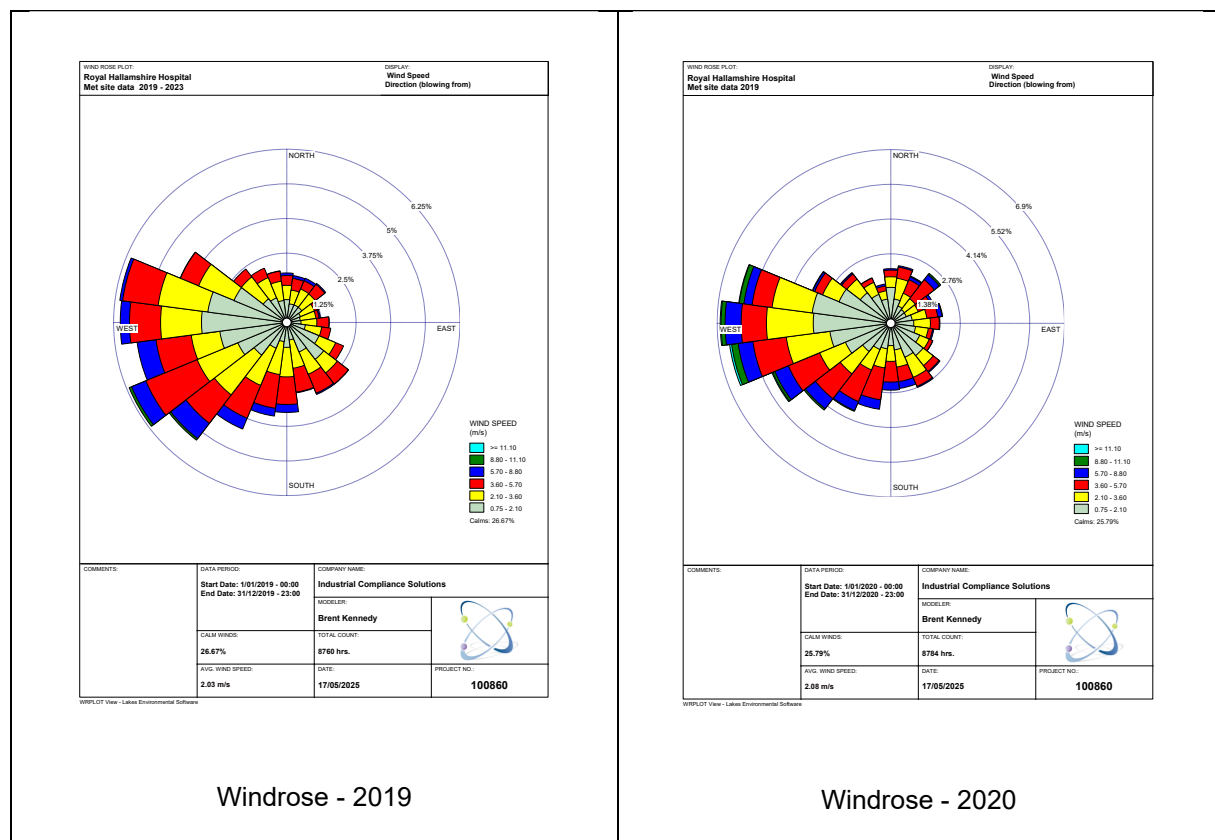 WIND ROSE PLOT:
Royal Hallamshire Hospital
Met site data 2019 - 2023
DISPLAY:
Wind Speed
Direction (blowing from)
NORTH
6.25%
5%
3.75%
2.5%
1.25%
WEST
EAST
SOUTH
WIND SPEED
(m/s)
>= 11.10
8.80 - 11.10
5.70 - 8.80
3.60 - 5.70
2.10 - 3.60
0.75 - 2.10
Calms: 26.67%
COMMENTS:
DATA PERIOD:
Start Date: 1/01/2019 - 00:00
End Date: 31/12/2019 - 23:00
COMPANY NAME:
Industrial Compliance Solutions
MODELER:
Brent Kennedy
CALM WINDS:
26.67%
TOTAL COUNT:
8760 hrs.
AVG. WIND SPEED:
2.03 m/s
DATE:
17/05/2025
PROJECT NO.:
100860
WRPLOT View - Lakes Environmental Software
Windrose - 2019
WIND ROSE PLOT:
Royal Hallamshire Hospital
Met site data 2019
DISPLAY:
Wind Speed
Direction (blowing from)
NORTH
6.9%
5.52%
4.14%
2.76%
1.38%
WEST
EAST
SOUTH
WIND SPEED
(m/s)
>= 11.10
8.80 - 11.10
5.70 - 8.80
3.60 - 5.70
2.10 - 3.60
0.75 - 2.10
Calms: 25.79%
COMMENTS:
DATA PERIOD:
Start Date: 1/01/2020 - 00:00
End Date: 31/12/2020 - 23:00
COMPANY NAME:
Industrial Compliance Solutions
MODELER:
Brent Kennedy
CALM WINDS:
25.79%
TOTAL COUNT:
8784 hrs.
AVG. WIND SPEED:
2.08 m/s
DATE:
17/05/2025
PROJECT NO.:
100860
WRPLOT View - Lakes Environmental Software
Windrose - 2020